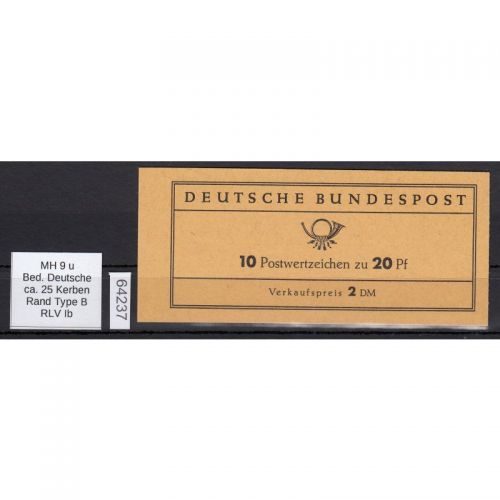 MH 9 u
Bed. Deutsche
ca. 25 Kerben
Rand Type B
RLV Ib
64237
DEUTSCHE BUNDESPOST
10 Postwertzeichen zu 20 Pf
Verkaufspreis 2 DM